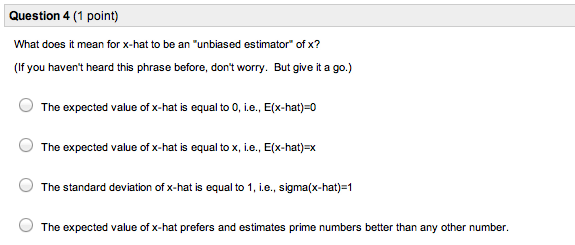 Question 4 (1 point)
What does it mean for x-hat to be an "unbiased estimator" of x?
(If you haven't heard this phrase before, don't worry.  But give it a go.)
The expected value of x-hat is equal to 0, i.e., E(x-hat)=0
The expected value of x-hat is equal to x, i.e., E(x-hat)=x
The standard deviation of x-hat is equal to 1, i.e., sigma(x-hat)=1
The expected value of x-hat prefers and estimates prime numbers better than any other number.